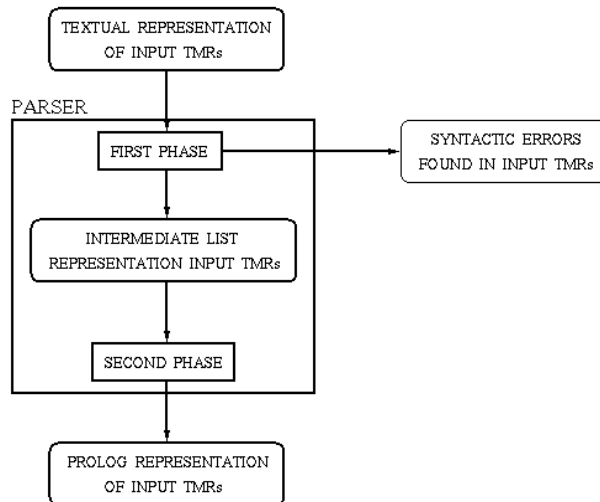 TEXTUAL REPRESENTATION
OF INPUT TMRs
PARSER
FIRST PHASE
SYNTACTIC ERRORS
FOUND IN INPUT TMRs
INTERMEDIATE LIST
REPRESENTATION INPUT TMRs
SECOND PHASE
PROLOG REPRESENTATION
OF INPUT TMRs